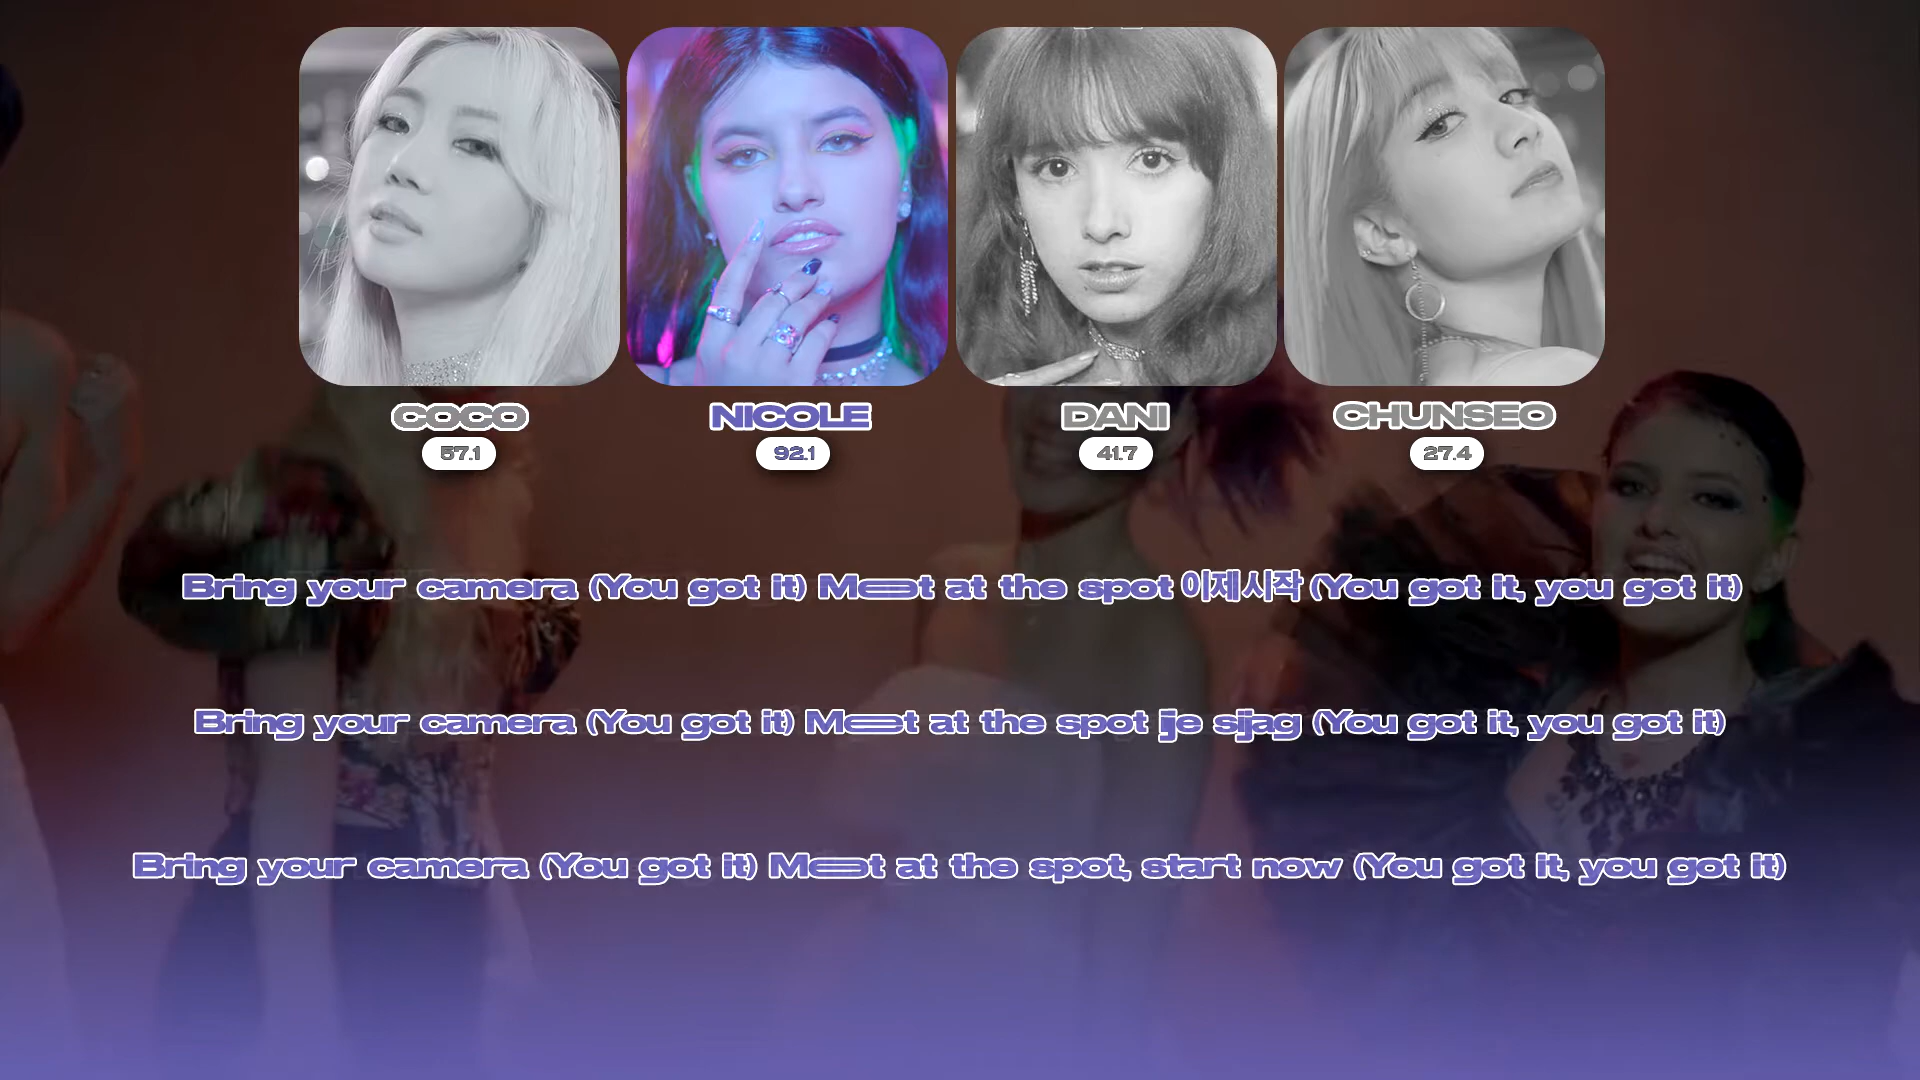 COCO NICOLE DANI CHUNSEO
57.1 92.1 41.7 27.4
Bring your camera (You got it) Meet at the spot 이제시작 (You got it, you got it)
Bring your camera (You got it) Meet at the spot ije sijag (You got it, you got it)
Bring your camera (You got it) Meet at the spot, start now (You got it, you got it)